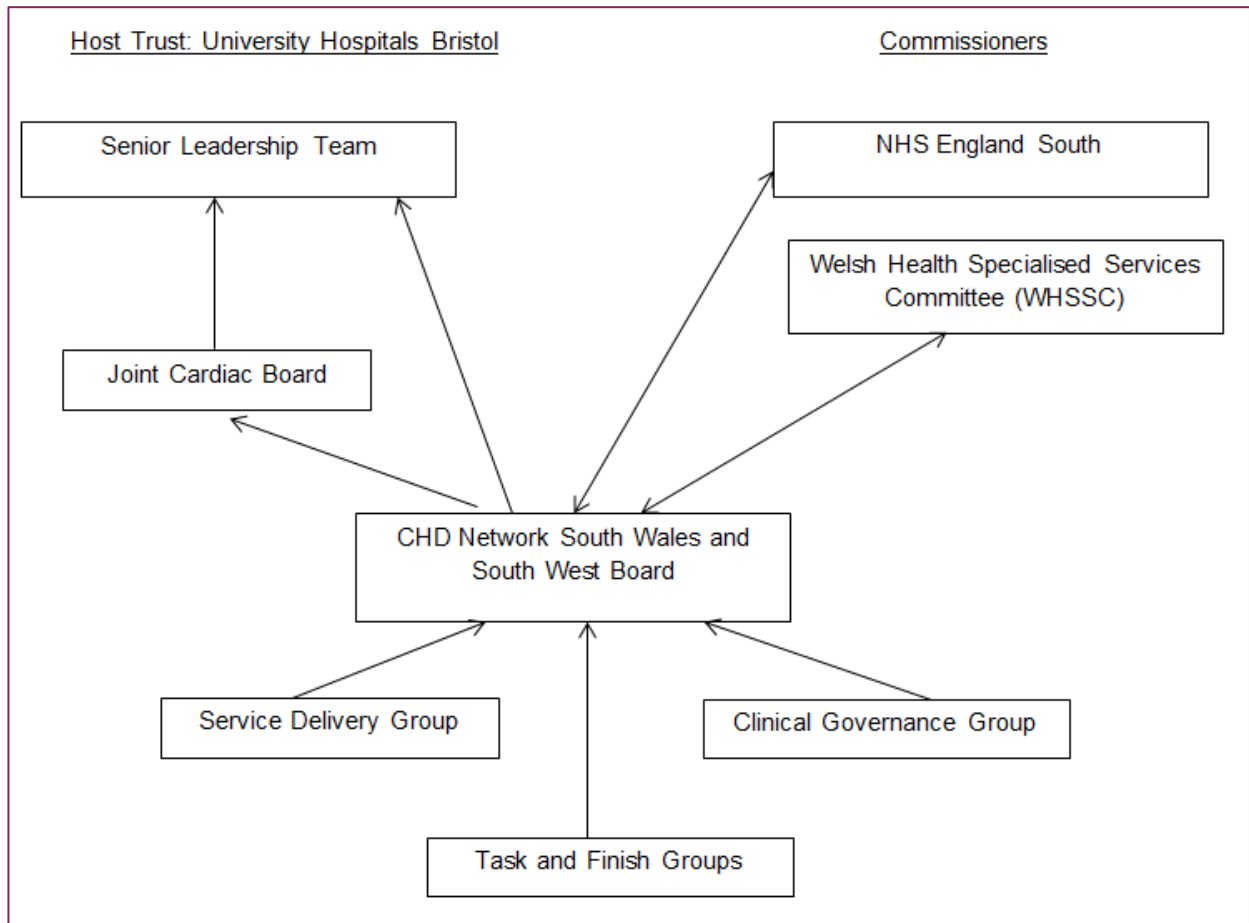 Host Trust: University Hospitals Bristol
Commissioners
Senior Leadership Team
NHS England South
Welsh Health Specialised Services
Committee (WHSSC)
Joint Cardiac Board
CHD Network South Wales and
South West Board
Service Delivery Group
Clinical Governance Group
Task and Finish Groups